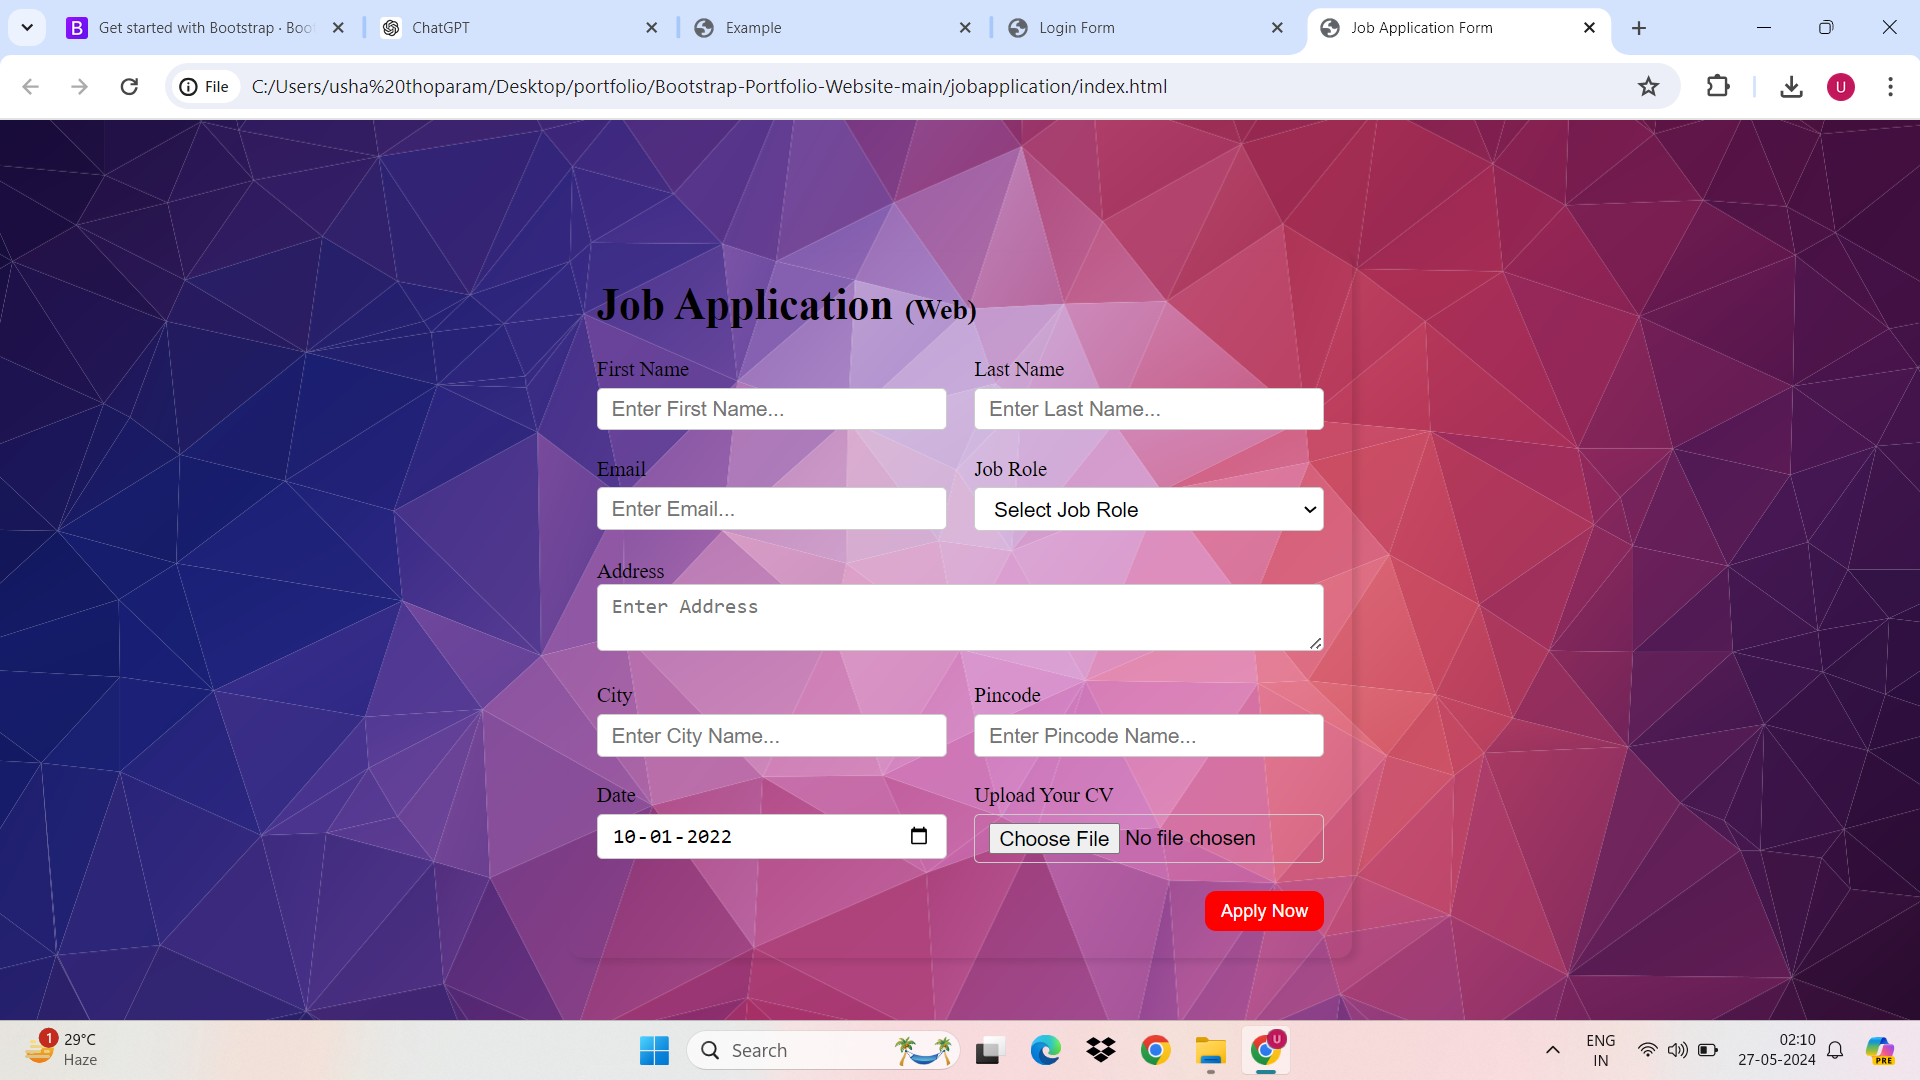 Get started with Bootstrap · Boo
ChatGPT
Example
Login Form
Job Application Form
File
C:/Users/usha%20thoparam/Desktop/portfolio/Bootstrap-Portfolio-Website-main/jobapplication/index.html
U
Job Application (Web)
First Name
Last Name
Enter First Name...
Enter Last Name...
Email
Job Role
Enter Email...
Select Job Role
Address
Enter Address
City
Pincode
Enter City Name...
Enter Pincode Name...
Date
Upload Your CV
10-01-2022
Choose File No file chosen
Apply Now
1
29°C
Haze
Search
U
ENG
IN
02:10
27-05-2024
PRE